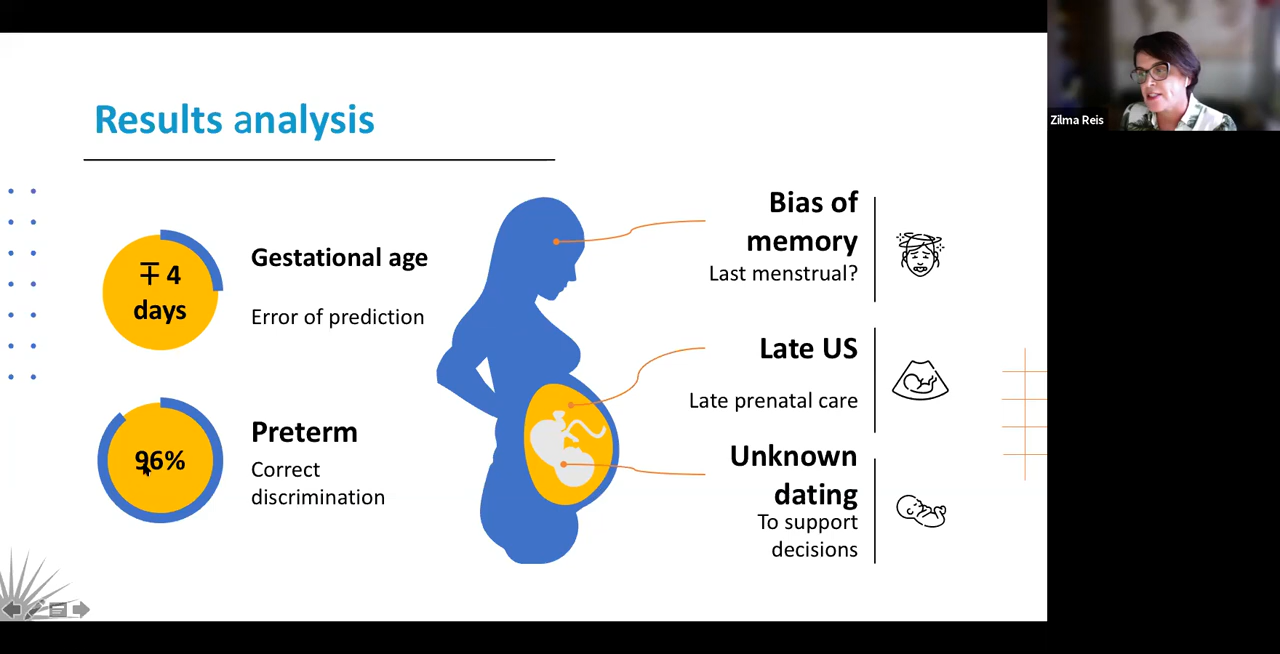 Results analysis
∓ 4
days
Gestational age
Error of prediction
96%
Preterm
Correct
discrimination
Bias of
memory
Last menstrual?
Late US
Late prenatal care
Unknown
dating
To support
decisions
Zilma Reis